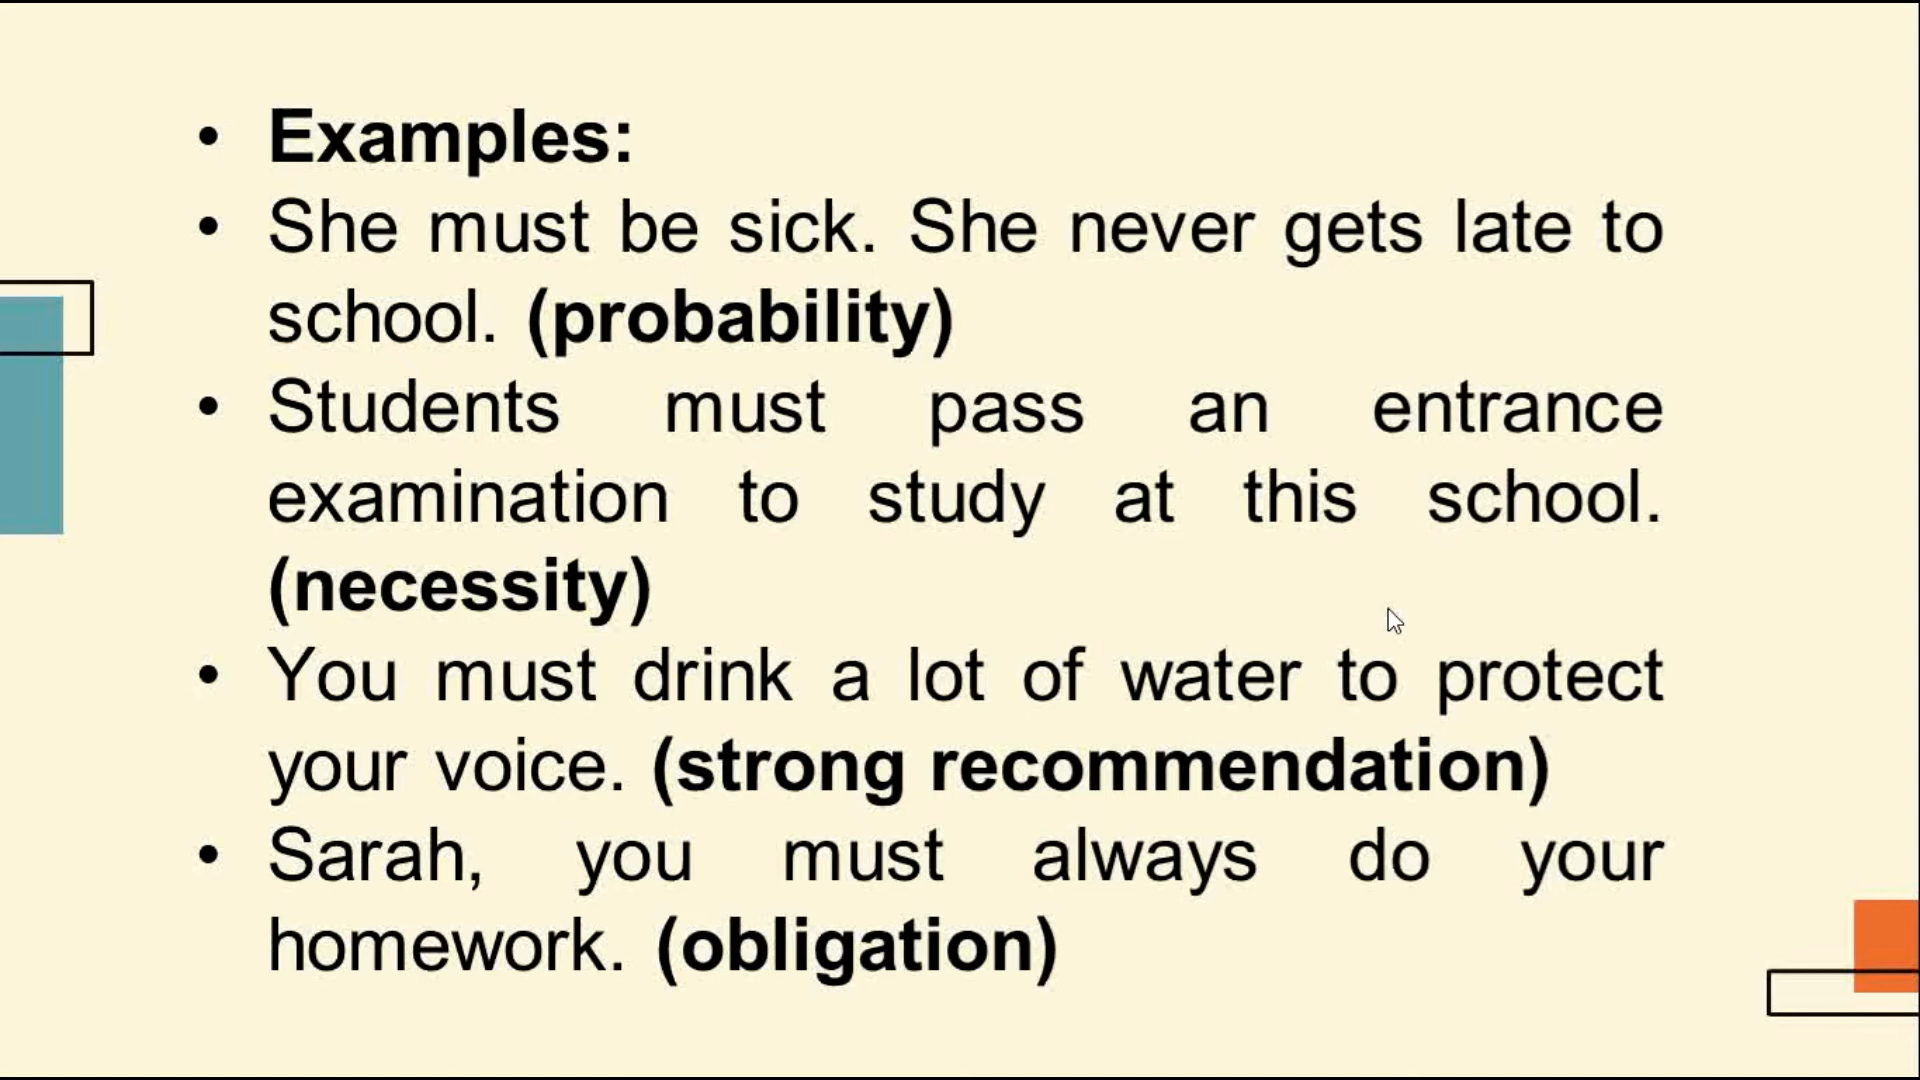 • Examples:
• She must be sick. She never gets late to
school. (probability)
• Students must pass an entrance
examination to study at this school.
(necessity)
• You must drink a lot of water to protect
your voice. (strong recommendation)
• Sarah, you must always do your
homework. (obligation)